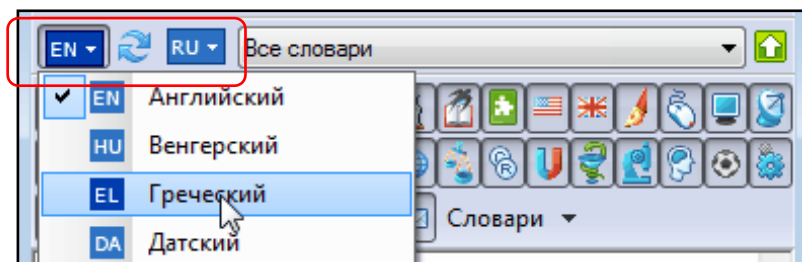 EN RU Все словари
EN Английский
HU Венгерский
EL Греческий
Словари
DA Датский